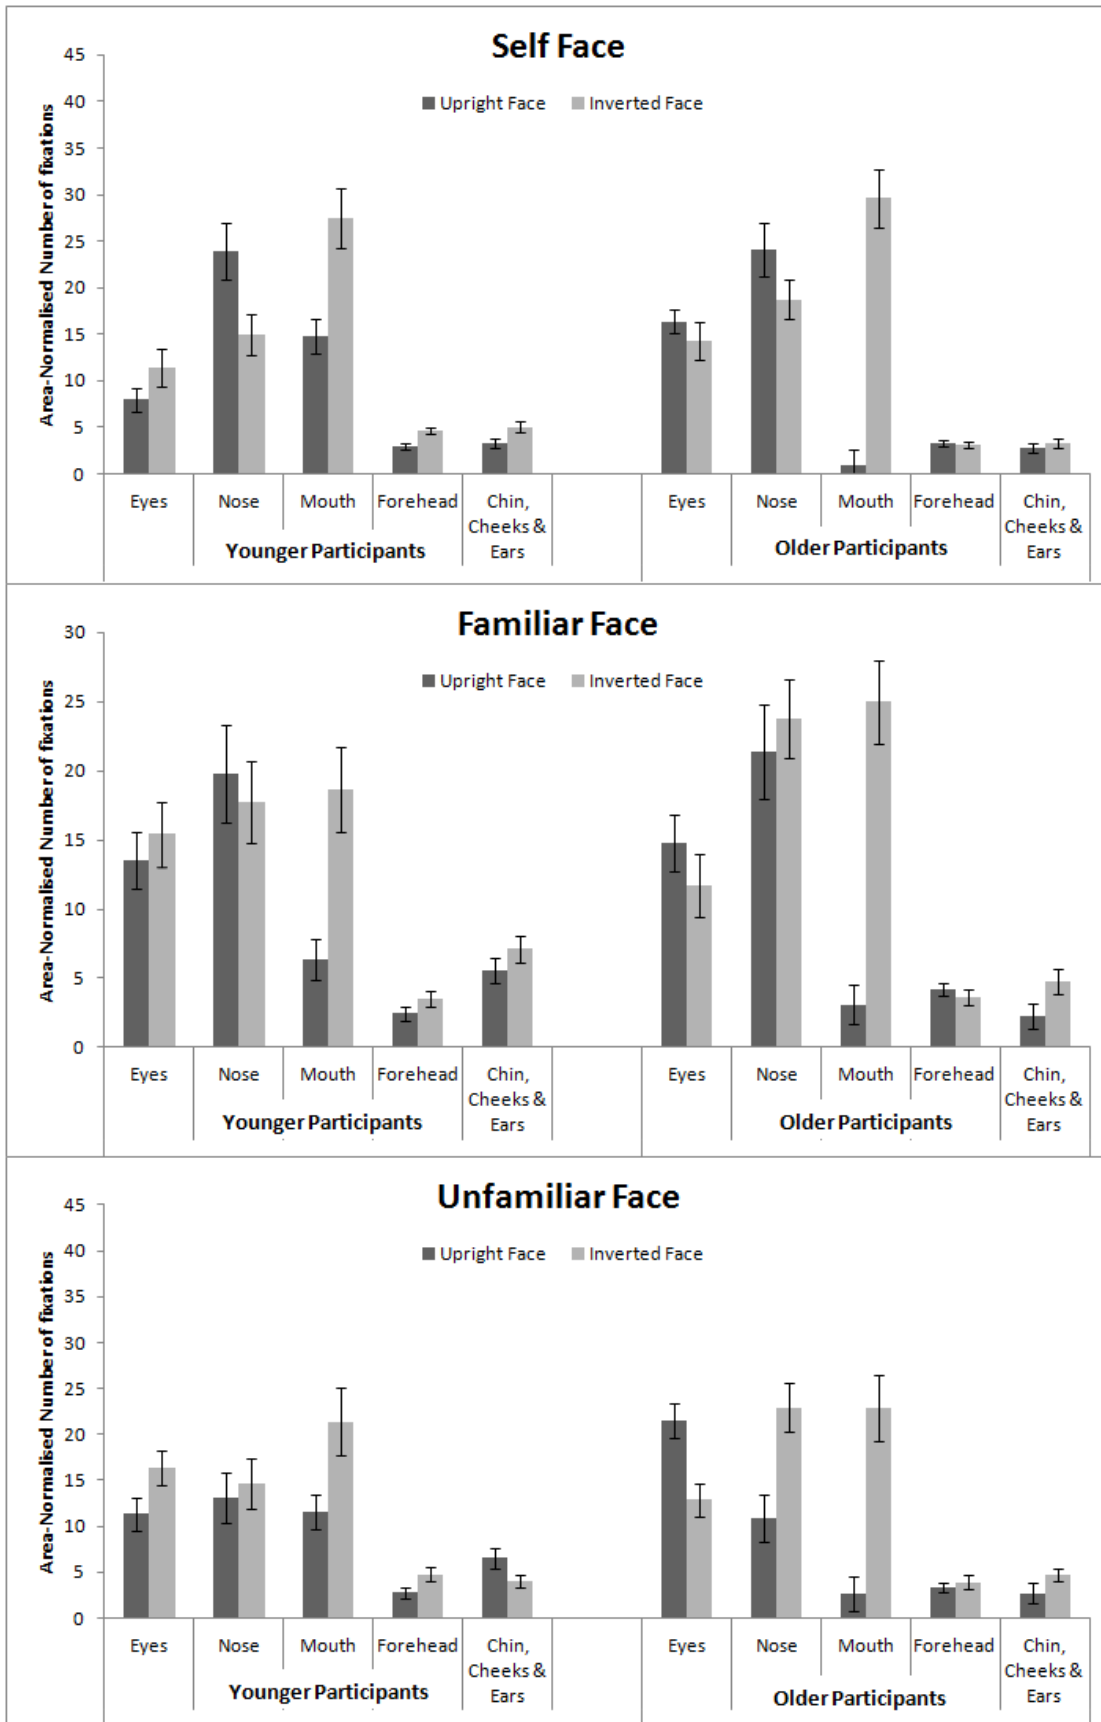 Self Face
Upright Face Inverted Face
Area-Normalised Number of fixations
45
40
35
30
25
20
15
10
5
0
Eyes Nose Mouth Forehead Chin, Cheeks & Ears Eyes Nose Mouth Forehead Chin, Cheeks & Ears
Younger Participants Older Participants
Familiar Face
Upright Face Inverted Face
Area-Normalised Number of fixations
30
25
20
15
10
5
0
Eyes Nose Mouth Forehead Chin, Cheeks & Ears Eyes Nose Mouth Forehead Chin, Cheeks & Ears
Younger Participants Older Participants
Unfamiliar Face
Upright Face Inverted Face
Area-Normalised Number of fixations
45
40
35
30
25
20
15
10
5
0
Eyes Nose Mouth Forehead Chin, Cheeks & Ears Eyes Nose Mouth Forehead Chin, Cheeks & Ears
Younger Participants Older Participants